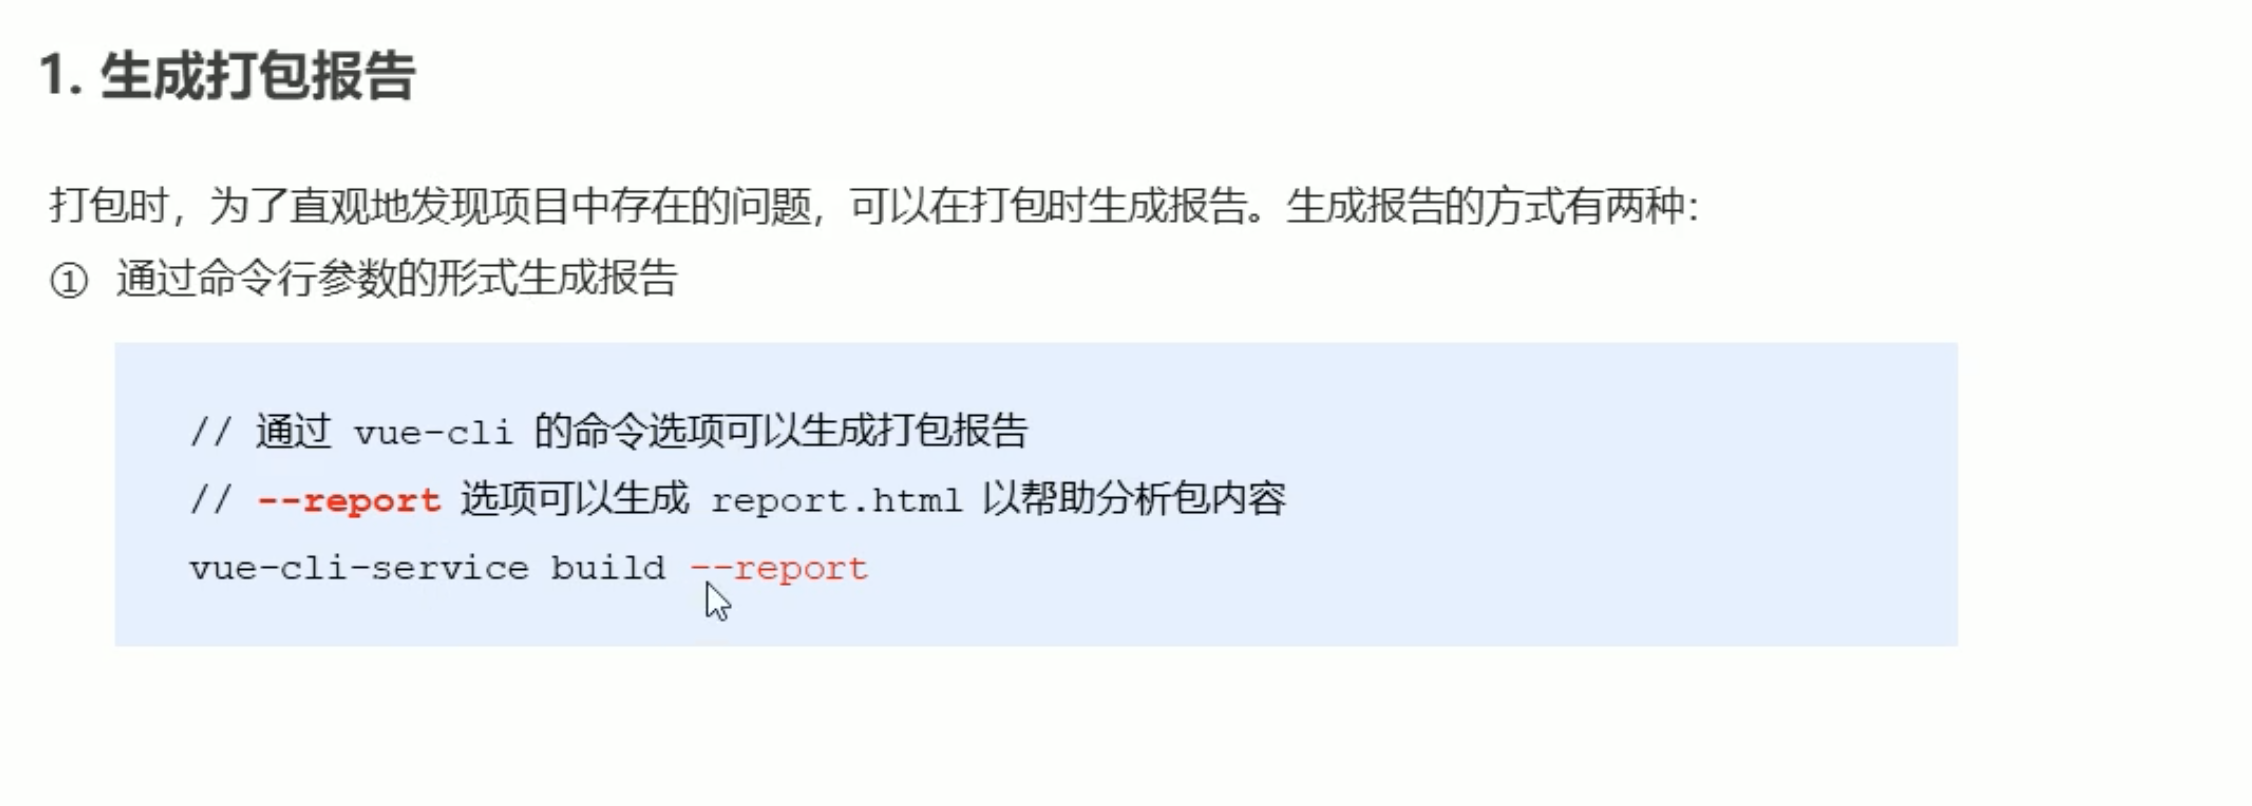 1. 生成打包报告
打包时，为了直观地发现项目中存在的问题，可以在打包时生成报告。生成报告的方式有两种：
① 通过命令行参数的形式生成报告
// 通过 vue-cli 的命令选项可以生成打包报告
// --report 选项可以生成 report.html 以帮助分析包内容
vue-cli-service build --report